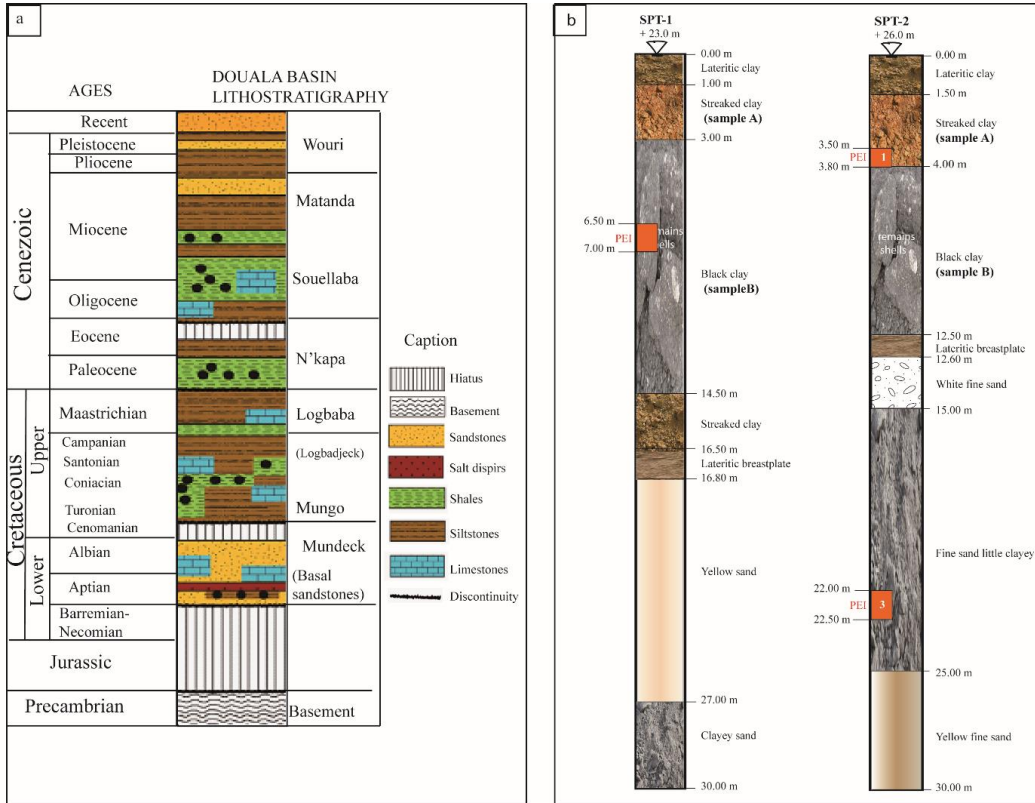 a
AGES
DOUALA BASIN
LITHOSTRATIGRAPHY
Recent
Cenezoic
Pleistocene
Pliocene
Wouri
Miocene
Matanda
Souellaba
Oligocene
Eocene
Paleocene
N'kapa
Cretaceous
Upper
Maastrichian
Logbaba
Campanian
Santonian
Coniacian
Turonian
Cenomanian
(Logbadjeck)
Mungo
Lower
Albian
Aptian
Mundeck
(Basal
sandstones)
Barremian-
Necomian
Jurassic
Precambrian
Basement
Caption
Hiatus
Basement
Sandstones
Salt dispirs
Shales
Siltstones
Limestones
Discontinuity
b
SPT-1
+ 23.0 m
0.00 m
Lateritic clay
1.00 m
Streaked clay
(sample A)
3.00 m
6.50 m
PEI
7.00 m
mains
ells
Black clay
(sampleB)
14.50 m
Streaked clay
16.50 m
Lateritic breastplate
16.80 m
Yellow sand
27.00 m
Clayey sand
30.00 m
SPT-2
+ 26.0 m
0.00 m
Lateritic clay
1.50 m
Streaked clay
(sample A)
3.50 m
PEI
1
3.80 m
4.00 m
remains
shells
Black clay
(sample B)
12.50 m
Lateritic breastplate
12.60 m
White fine sand
15.00 m
Fine sand little clayey
22.00 m
PEI
3
22.50 m
25.00 m
Yellow fine sand
30.00 m